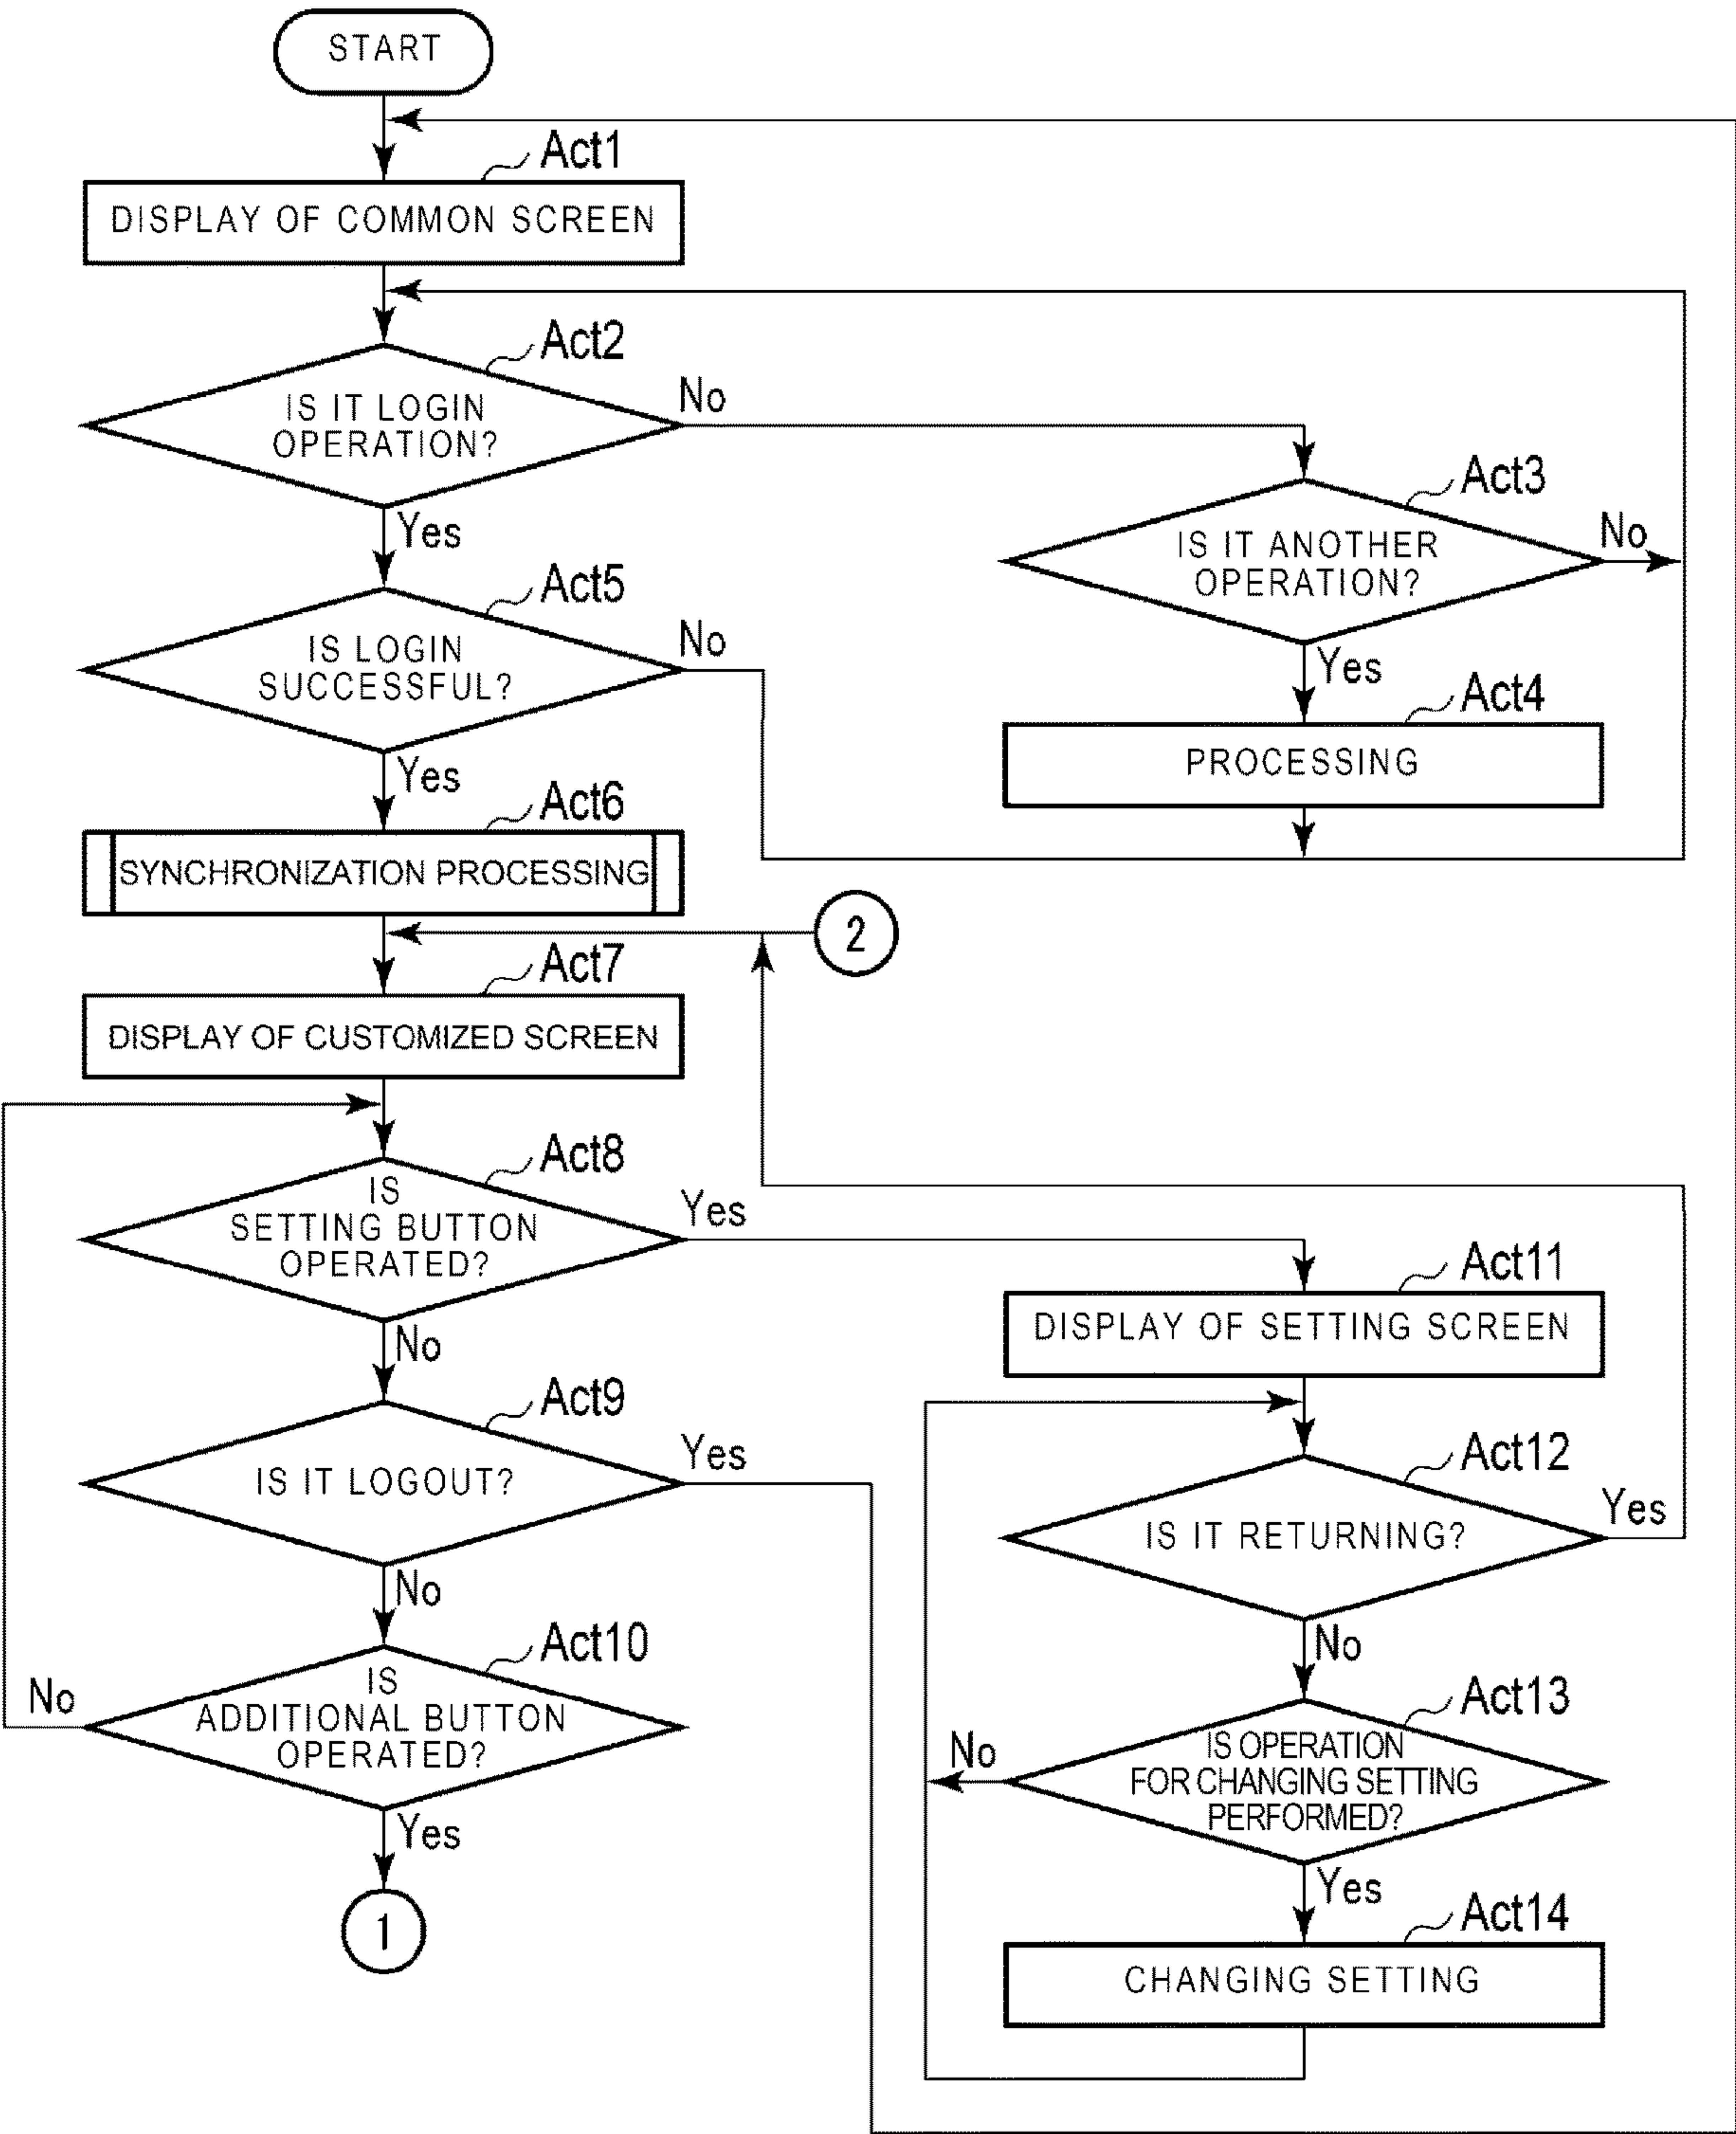 START
Act1
DISPLAY OF COMMON SCREEN
Act2
IS IT LOGIN
OPERATION?
No
Yes
Act3
IS IT ANOTHER
OPERATION?
No
Yes
Act4
PROCESSING
Act5
IS LOGIN
SUCCESSFUL?
No
Yes
Act6
SYNCHRONIZATION PROCESSING
2
Act7
DISPLAY OF CUSTOMIZED SCREEN
Act8
IS
SETTING BUTTON
OPERATED?
Yes
No
Act9
IS IT LOGOUT?
Yes
No
Act10
IS
ADDITIONAL BUTTON
OPERATED?
No
Yes
1
Act11
DISPLAY OF SETTING SCREEN
Act12
IS IT RETURNING?
Yes
No
Act13
IS OPERATION
FOR CHANGING SETTING
PERFORMED?
No
Yes
Act14
CHANGING SETTING